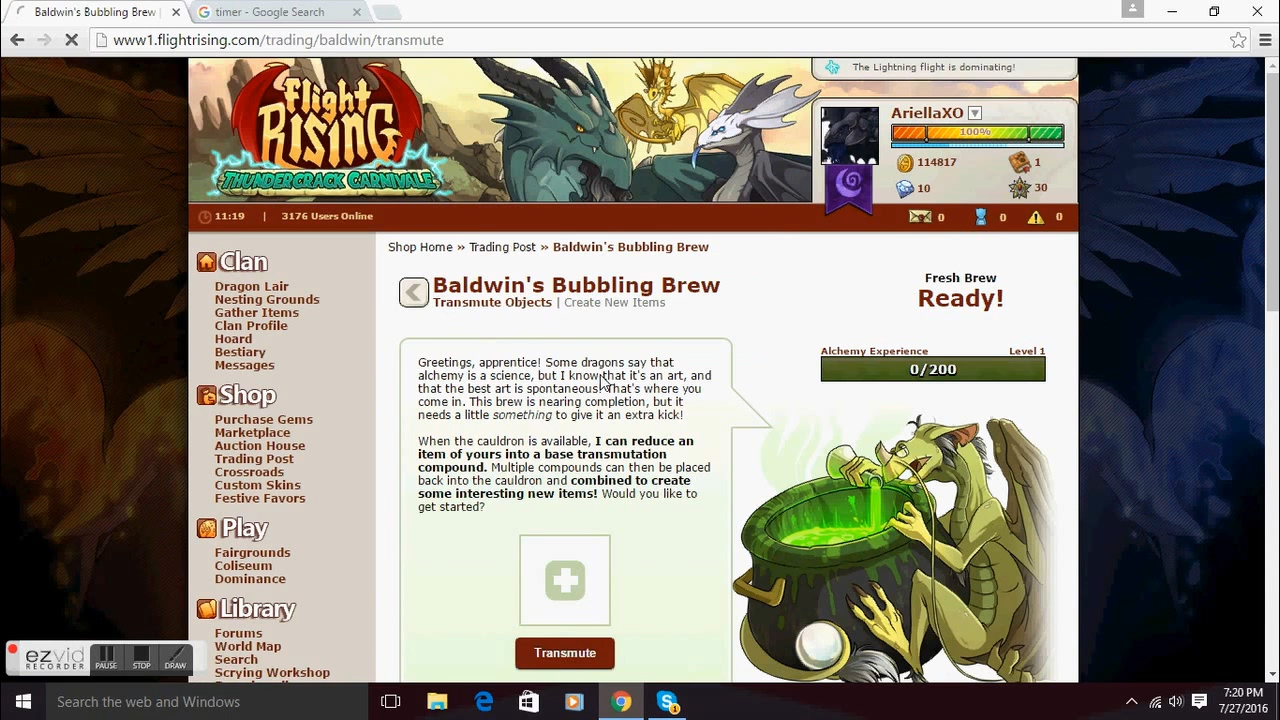 Baldwin's Bubbling Brew
timer - Google Search
www1.flightrising.com/trading/baldwin/transmute
Flight
RISING
THUNDERCRACK CARNIVALE
The Lightning flight is dominating!
AriellaXO
100%
114817
1
10
30
11:19 | 3176 Users Online
0
0
0
Clan
Dragon Lair
Nesting Grounds
Gather Items
Clan Profile
Bestiary
Hoard
Messages
Shop
Purchase Gems
Marketplace
Auction House
Trading Post
Crossroads
Custom Skins
Festive Favors
Play
Fairgrounds
Coliseum
Dominance
Library
Forums
World Map
Search
Scrying Workshop
Shop Home » Trading Post » Baldwin's Bubbling Brew
Baldwin's Bubbling Brew
Transmute Objects | Create New Items
Fresh Brew
Ready!
Greetings, apprentice! Some dragons say that
alchemy is a science, but I know that it's an art, and
that the best art is spontaneous. That's where you
come in. This brew is nearing completion, but it
needs a little something to give it an extra kick!
When the cauldron is available, I can reduce an
item of yours into a base transmutation
compound. Multiple compounds can then be placed
back into the cauldron and combined to create
some interesting new items! Would you like to
get started?
Transmute
Alchemy Experience Level 1
0/200
ezvid
RECORDER
PAUSE
STOP
DRAW
Search the web and Windows
1
7:20 PM
7/27/2016